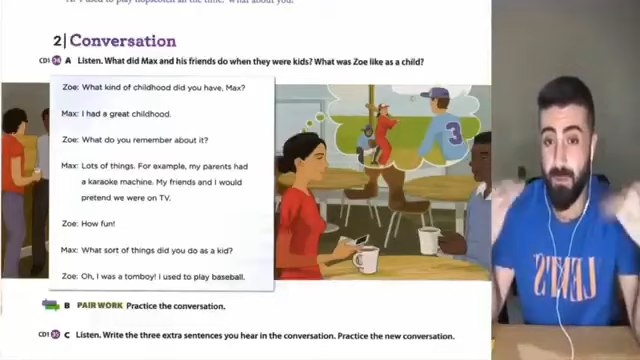 2 | Conversation
CD1 34 A Listen. What did Max and his friends do when they were kids? What was Zoe like as a child?
Zoe: What kind of childhood did you have, Max?
Max: I had a great childhood.
Zoe: What do you remember about it?
Max: Lots of things. For example, my parents had
a karaoke machine. My friends and I would
pretend we were on TV.
Zoe: How fun!
Max: What sort of things did you do as a kid?
Zoe: Oh, I was a tomboy! I used to play baseball.
3
B PAIR WORK Practice the conversation.
CD1 35 C Listen. Write the three extra sentences you hear in the conversation. Practice the new conversation.